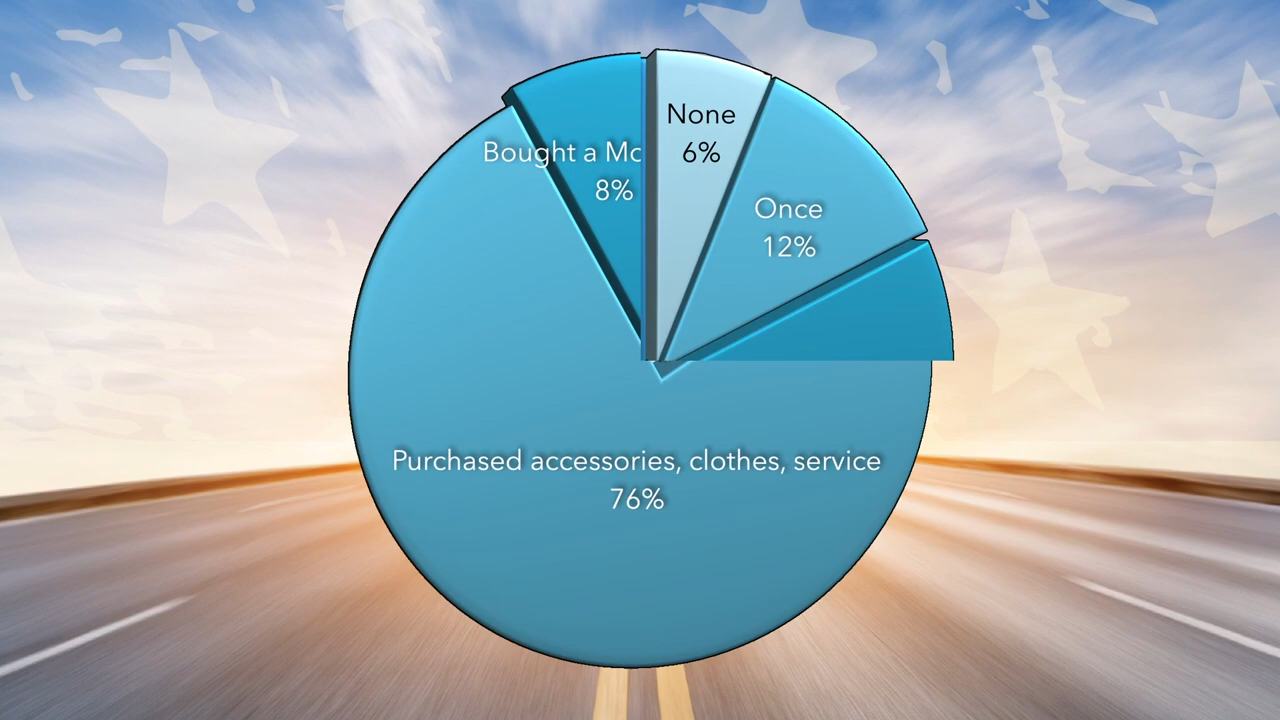 None
6%
Bought a Mc
8%
Once
12%
Purchased accessories, clothes, service
76%